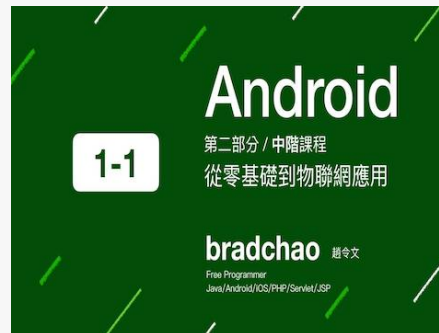 Android
第二部分 / 中階課程
1-1
從零基礎到物聯網應用
bradchao 趙令文
Free Programmer
Java/Android/iOS/PHP/Servlet/JSP